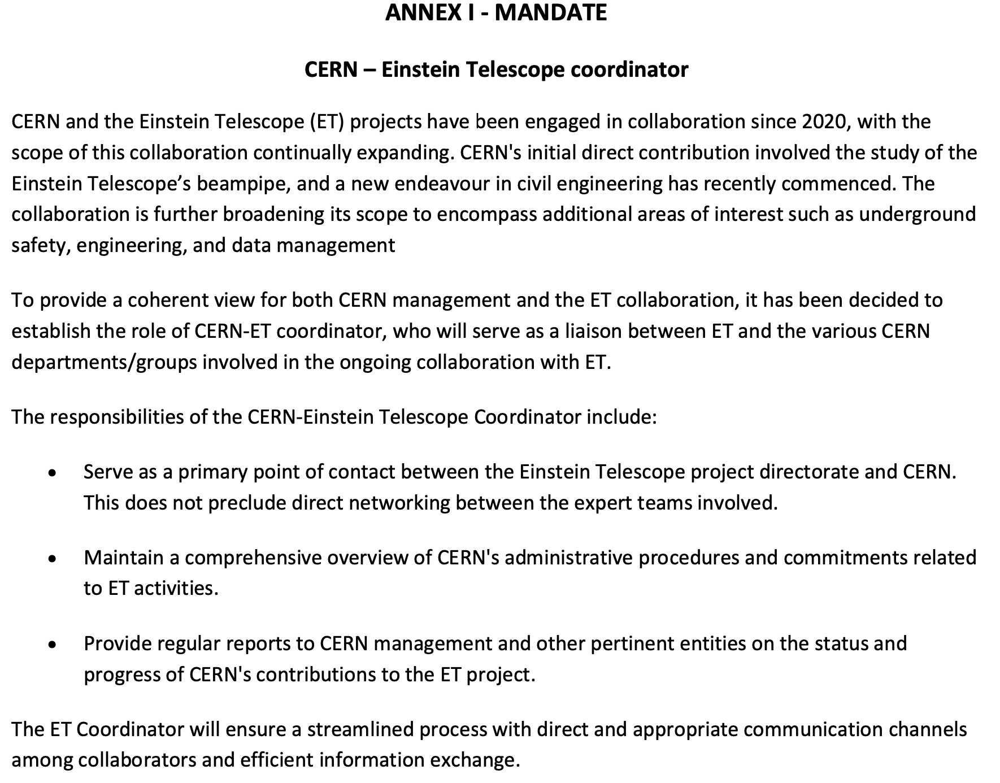 ANNEX I - MANDATE
CERN – Einstein Telescope coordinator
CERN and the Einstein Telescope (ET) projects have been engaged in collaboration since 2020, with the
scope of this collaboration continually expanding. CERN's initial direct contribution involved the study of the
Einstein Telescope’s beampipe, and a new endeavour in civil engineering has recently commenced. The
collaboration is further broadening its scope to encompass additional areas of interest such as underground
safety, engineering, and data management
To provide a coherent view for both CERN management and the ET collaboration, it has been decided to
establish the role of CERN-ET coordinator, who will serve as a liaison between ET and the various CERN
departments/groups involved in the ongoing collaboration with ET.
The responsibilities of the CERN-Einstein Telescope Coordinator include:
• Serve as a primary point of contact between the Einstein Telescope project directorate and CERN.
This does not preclude direct networking between the expert teams involved.
• Maintain a comprehensive overview of CERN's administrative procedures and commitments related
to ET activities.
• Provide regular reports to CERN management and other pertinent entities on the status and
progress of CERN's contributions to the ET project.
The ET Coordinator will ensure a streamlined process with direct and appropriate communication channels
among collaborators and efficient information exchange.